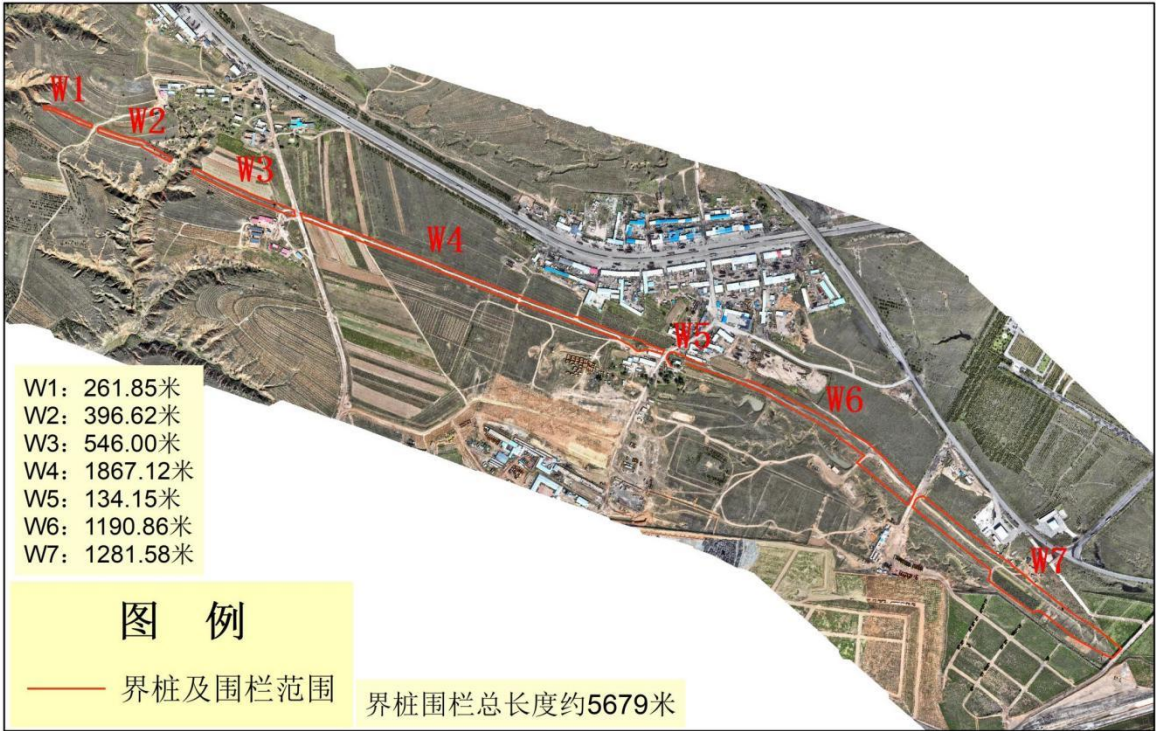 W1
W2
W3
W4
W5
W6
W7
W1：261.85米
W2：396.62米
W3：546.00米
W4：1867.12米
W5：134.15米
W6：1190.86米
W7：1281.58米
图 例
界桩及围栏范围
界桩围栏总长度约5679米